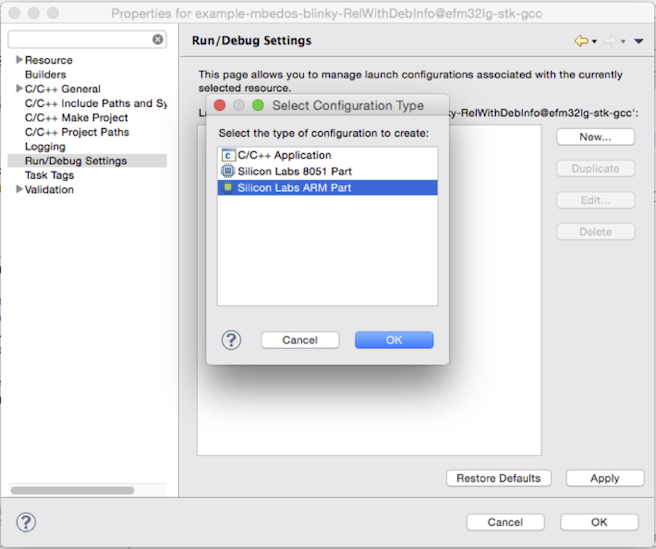 Properties for example-mbedos-blinky-RelWithDebInfo@efm32lg-stk-gcc
Resource
Builders
C/C++ General
C/C++ Include Paths and Sy
C/C++ Make Project
C/C++ Project Paths
Logging
Run/Debug Settings
Task Tags
Validation
Run/Debug Settings
This page allows you to manage launch configurations associated with the currently
selected resource.
ky-RelWithDebInfo@efm32lg-stk-gcc':
New...
Duplicate
Edit...
Delete
Select Configuration Type
Select the type of configuration to create:
C/C++ Application
Silicon Labs 8051 Part
Silicon Labs ARM Part
?
Cancel
OK
Restore Defaults
Apply
?
Cancel
OK